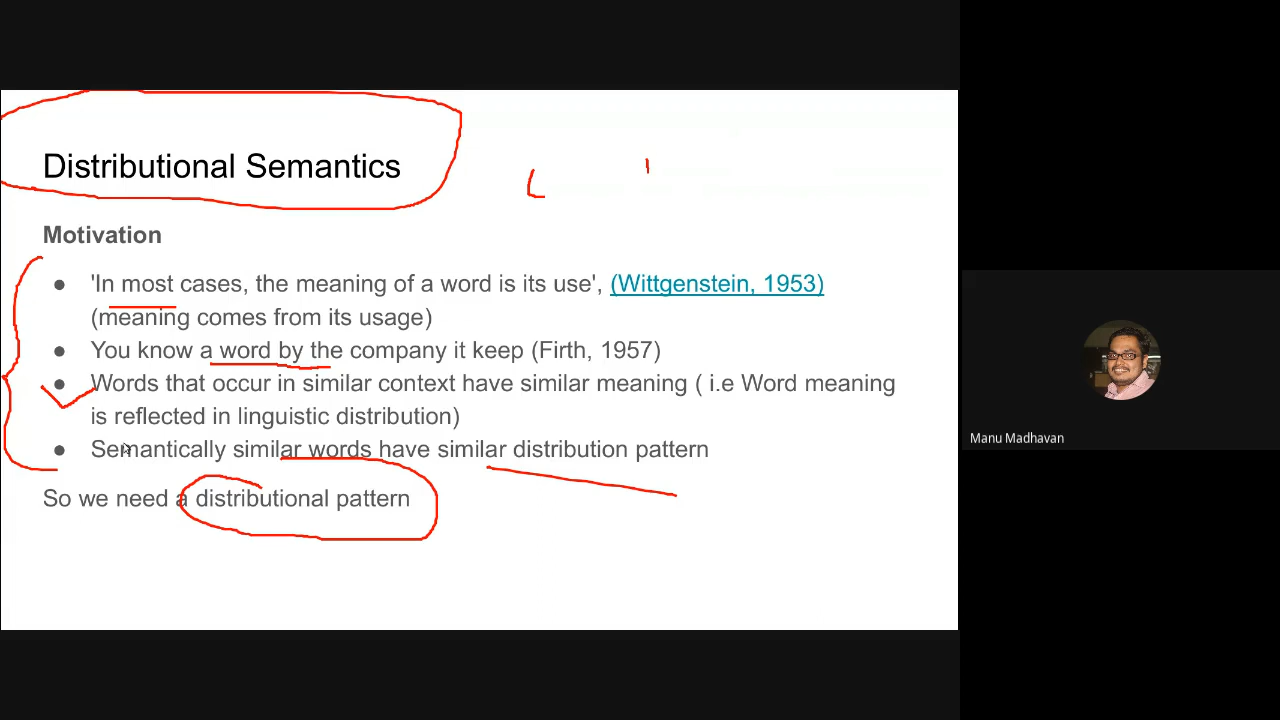 Distributional Semantics
Motivation
● 'In most cases, the meaning of a word is its use', (Wittgenstein, 1953)
(meaning comes from its usage)
● You know a word by the company it keep (Firth, 1957)
● Words that occur in similar context have similar meaning ( i.e Word meaning
is reflected in linguistic distribution)
● Semantically similar words have similar distribution pattern
So we need a distributional pattern
Manu Madhavan